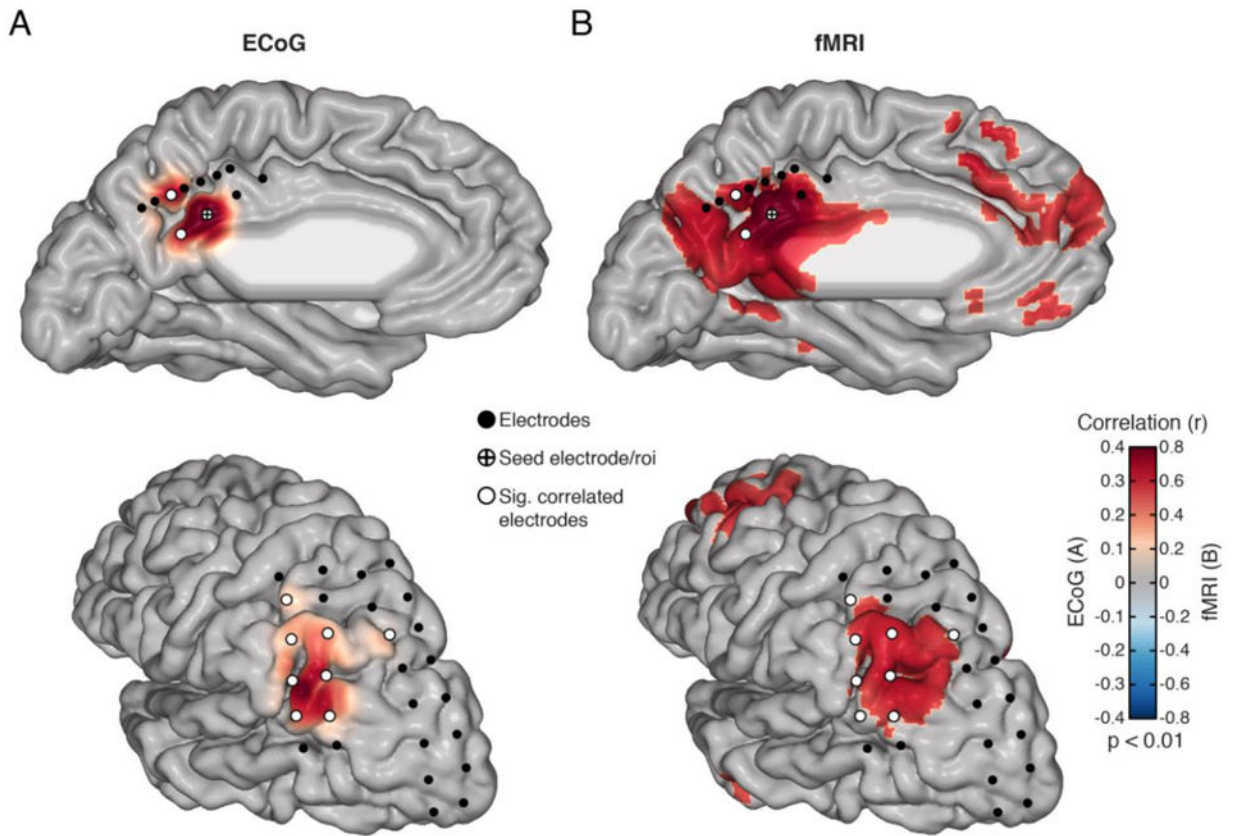 A
B
ECoG
fMRI
Electrodes
Seed electrode/roi
Sig. correlated
electrodes
Correlation (r)
0.4 0.8
0.3 0.6
0.2 0.4
0.1 0.2
0 0
-0.1 -0.2
-0.2 -0.4
-0.3 -0.6
-0.4 -0.8
ECoG (A)
fMRI (B)
p < 0.01